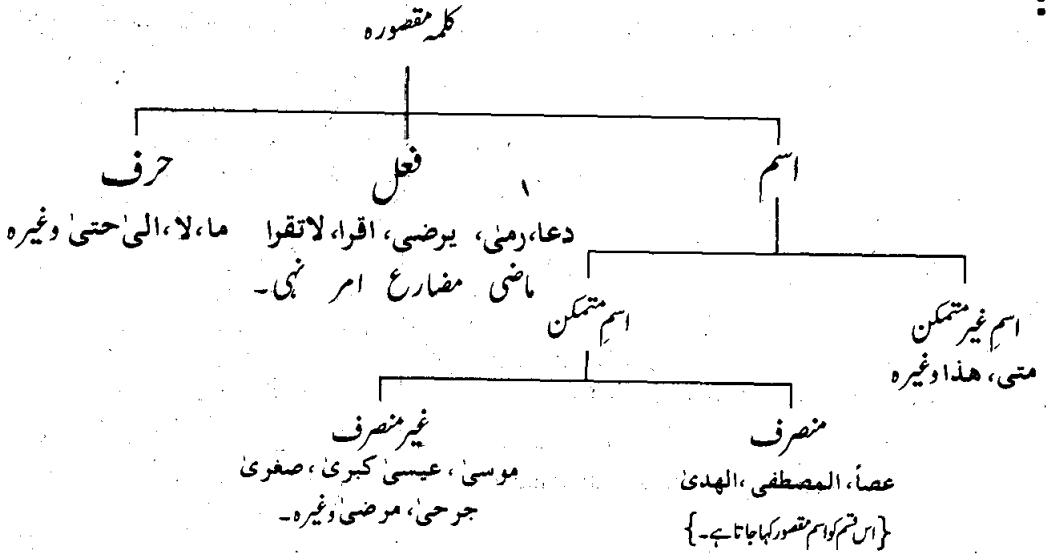 کلمہ مقصورہ
اسم
فعل
حرف
۱
دعا،رمیٰ، یرضی، اقرا، لاتقرا
ما،لا،الیٰ حتیٰ وغیرہ
ماضی مضارع امر نہی۔
اسمِ غیر متمکن
متی، ھذا وغیرہ
اسمِ متمکن
منصرف
عصاً، المصطفی ،الھدیٰ
{اس قسم کو اسم مقصور کہا جاتا ہے۔}
غیر منصرف
موسیٰ ، عیسیٰ کبریٰ ، صغریٰ
جرحیٰ، مرضیٰ وغیرہ۔